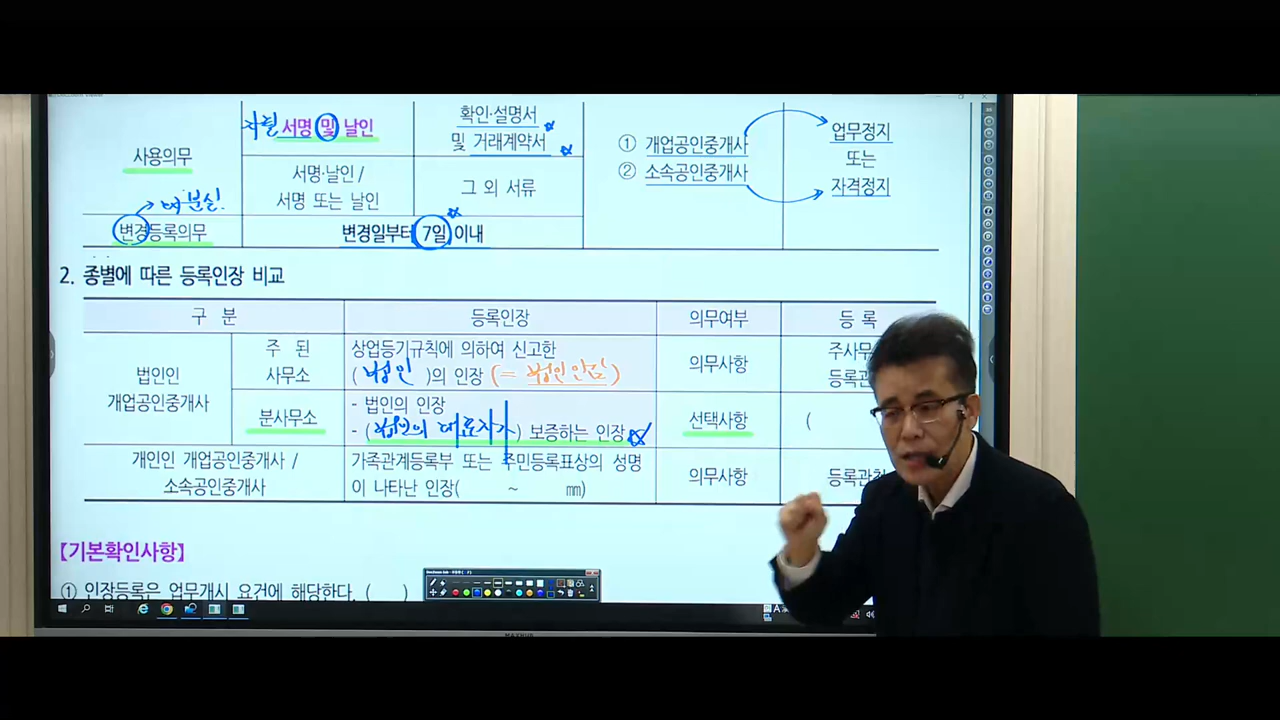 사용의무
자필 서명 및 날인
확인·설명서
및 거래계약서
서명·날인 /
서명 또는 날인
그 외 서류
① 개업공인중개사
② 소속공인중개사
업무정지
또는
자격정지
분실
변경등록의무
변경일부터 7일 이내
2. 종별에 따른 등록인장 비교
구 분
등록인장
의무여부
등 록
법인인
개업공인중개사
주 된
사무소
상업등기규칙에 의하여 신고한
( 법인 )의 인장 (= 법인인감)
의무사항
주사무
등록관
분사무소
- 법인의 인장
- (법인의 대표자가) 보증하는 인장
선택사항
(
개인인 개업공인중개사 /
소속공인중개사
가족관계등록부 또는 주민등록표상의 성명
이 나타난 인장( ~ ㎜)
의무사항
등록관청
【기본확인사항】
① 인장등록은 업무개시 요건에 해당한다. ( )